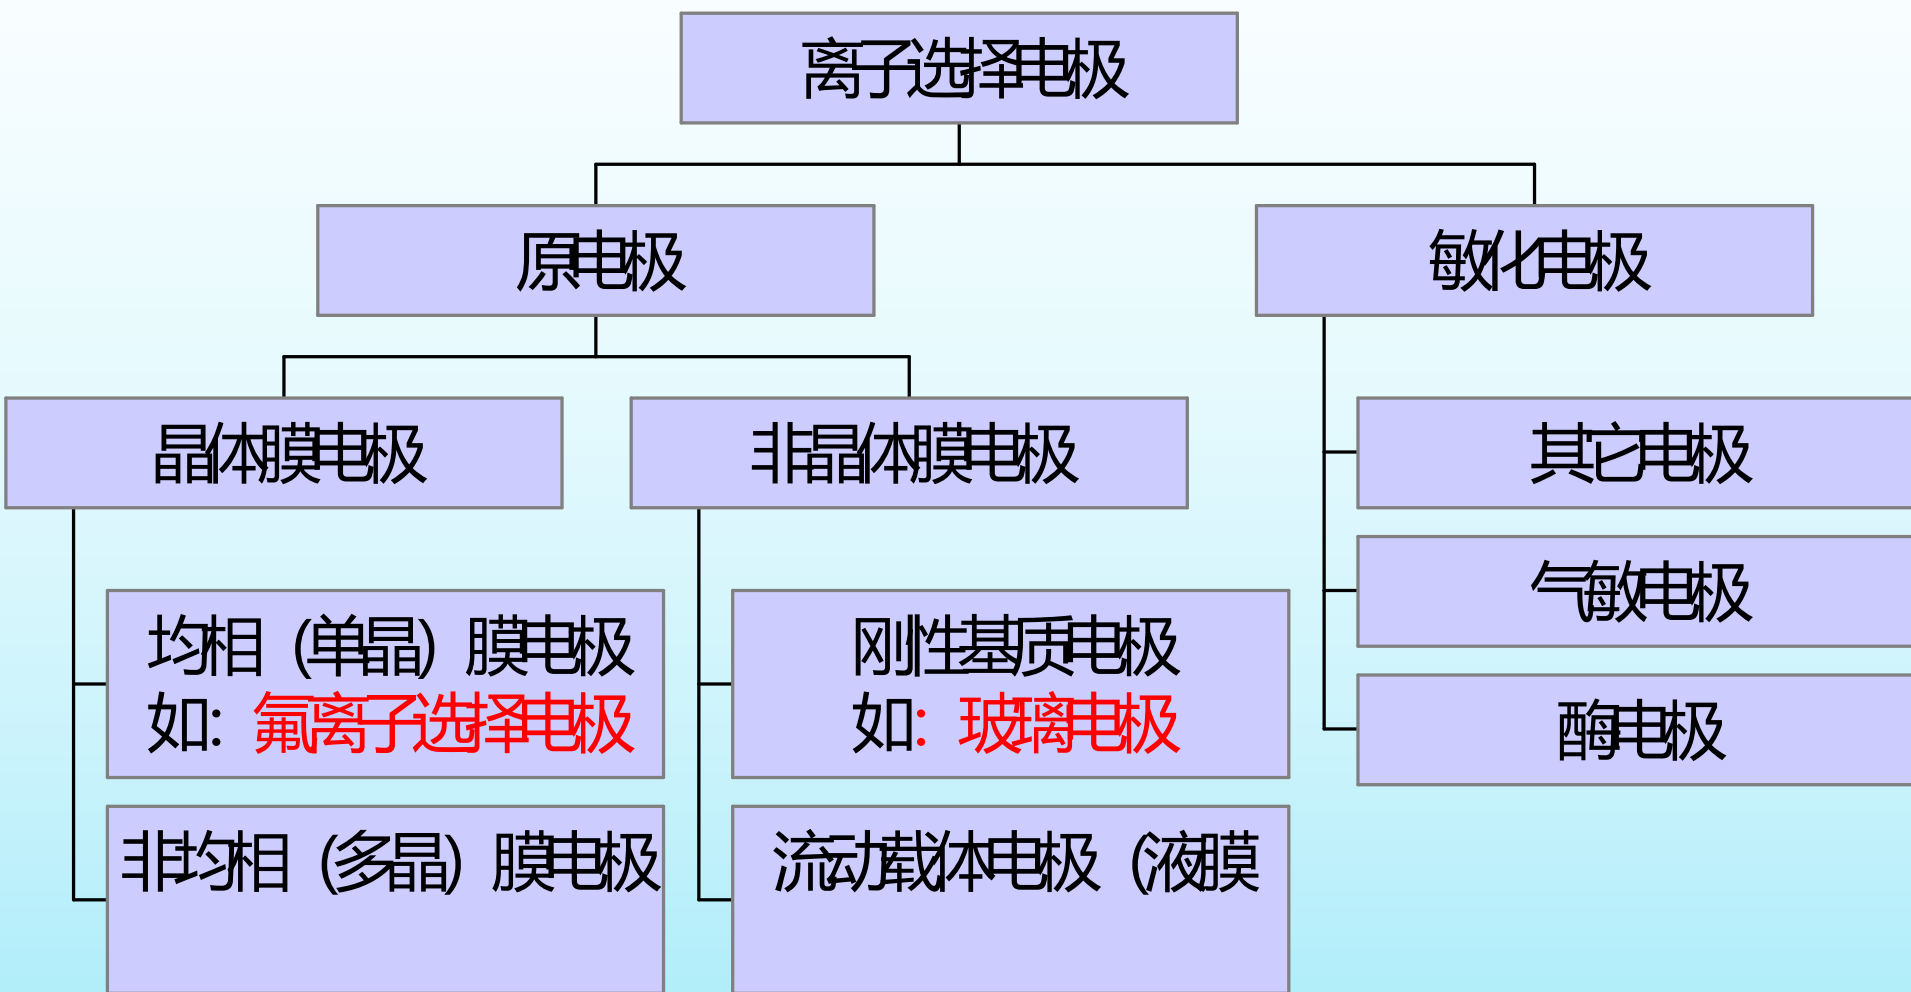 离子选择电极
原电极
敏化电极
晶体膜电极
非晶体膜电极
其它电极
气敏电极
酶电极
均相（单晶）膜电极
如：氟离子选择电极
刚性基质电极
如：玻璃电极
非均相（多晶）膜电极
流动载体电极（液膜